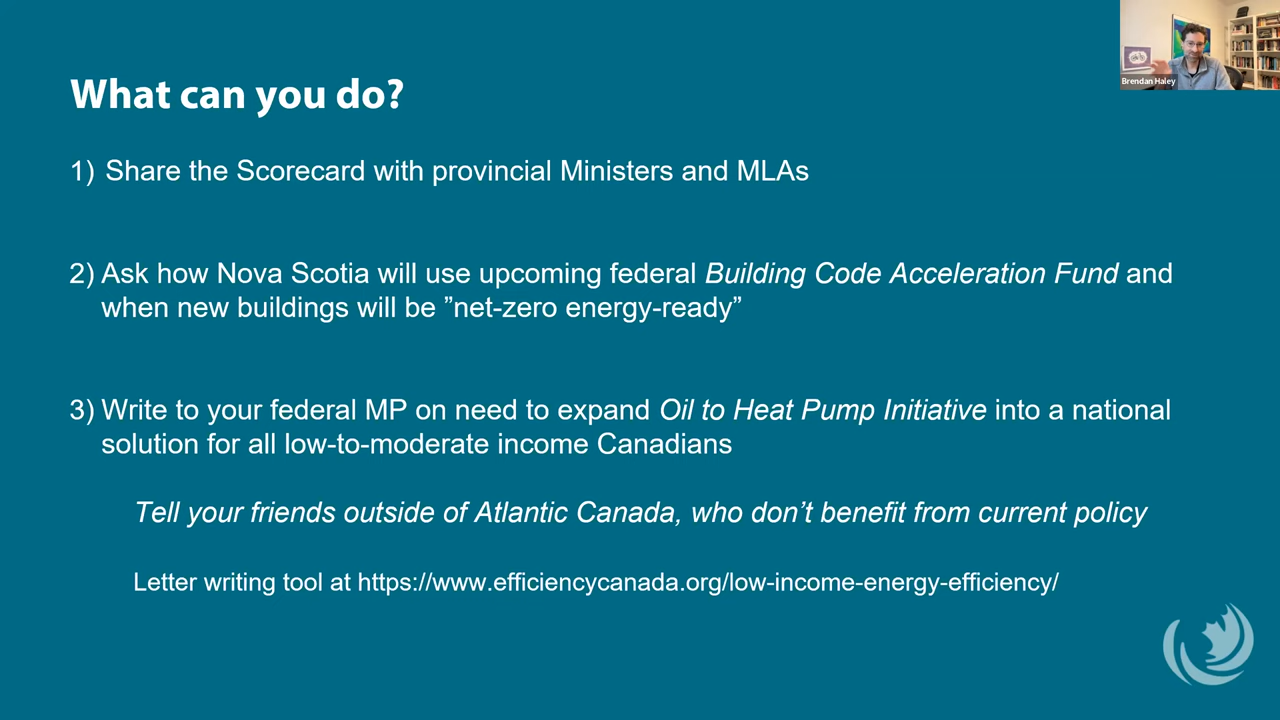 Brendan Haley
What can you do?
1) Share the Scorecard with provincial Ministers and MLAs
2) Ask how Nova Scotia will use upcoming federal Building Code Acceleration Fund and
when new buildings will be ”net-zero energy-ready”
3) Write to your federal MP on need to expand Oil to Heat Pump Initiative into a national
solution for all low-to-moderate income Canadians
Tell your friends outside of Atlantic Canada, who don’t benefit from current policy
Letter writing tool at https://www.efficiencycanada.org/low-income-energy-efficiency/